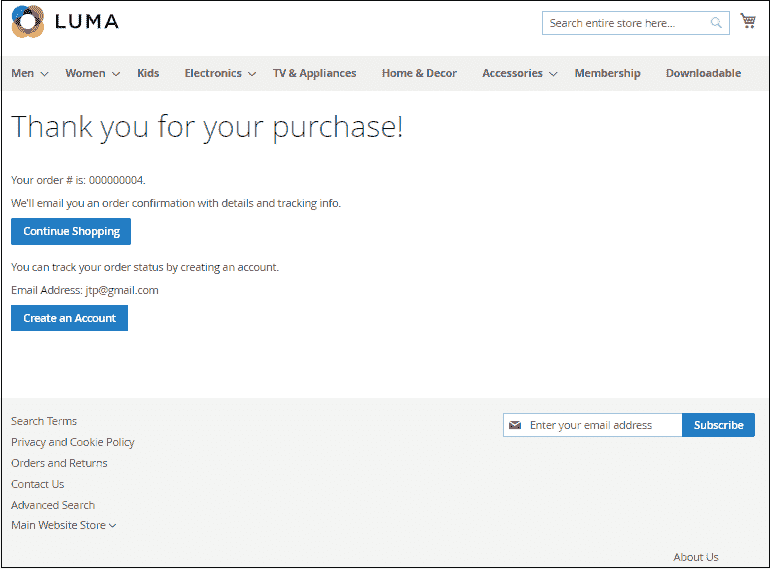 LUMA
Search entire store here...
Men Women Kids Electronics TV & Appliances Home & Decor Accessories Membership Downloadable
Thank you for your purchase!
Your order # is: 000000004.
We'll email you an order confirmation with details and tracking info.
Continue Shopping
You can track your order status by creating an account.
Email Address: jtp@gmail.com
Create an Account
Search Terms
Privacy and Cookie Policy
Orders and Returns
Contact Us
Advanced Search
Main Website Store
Enter your email address Subscribe
About Us